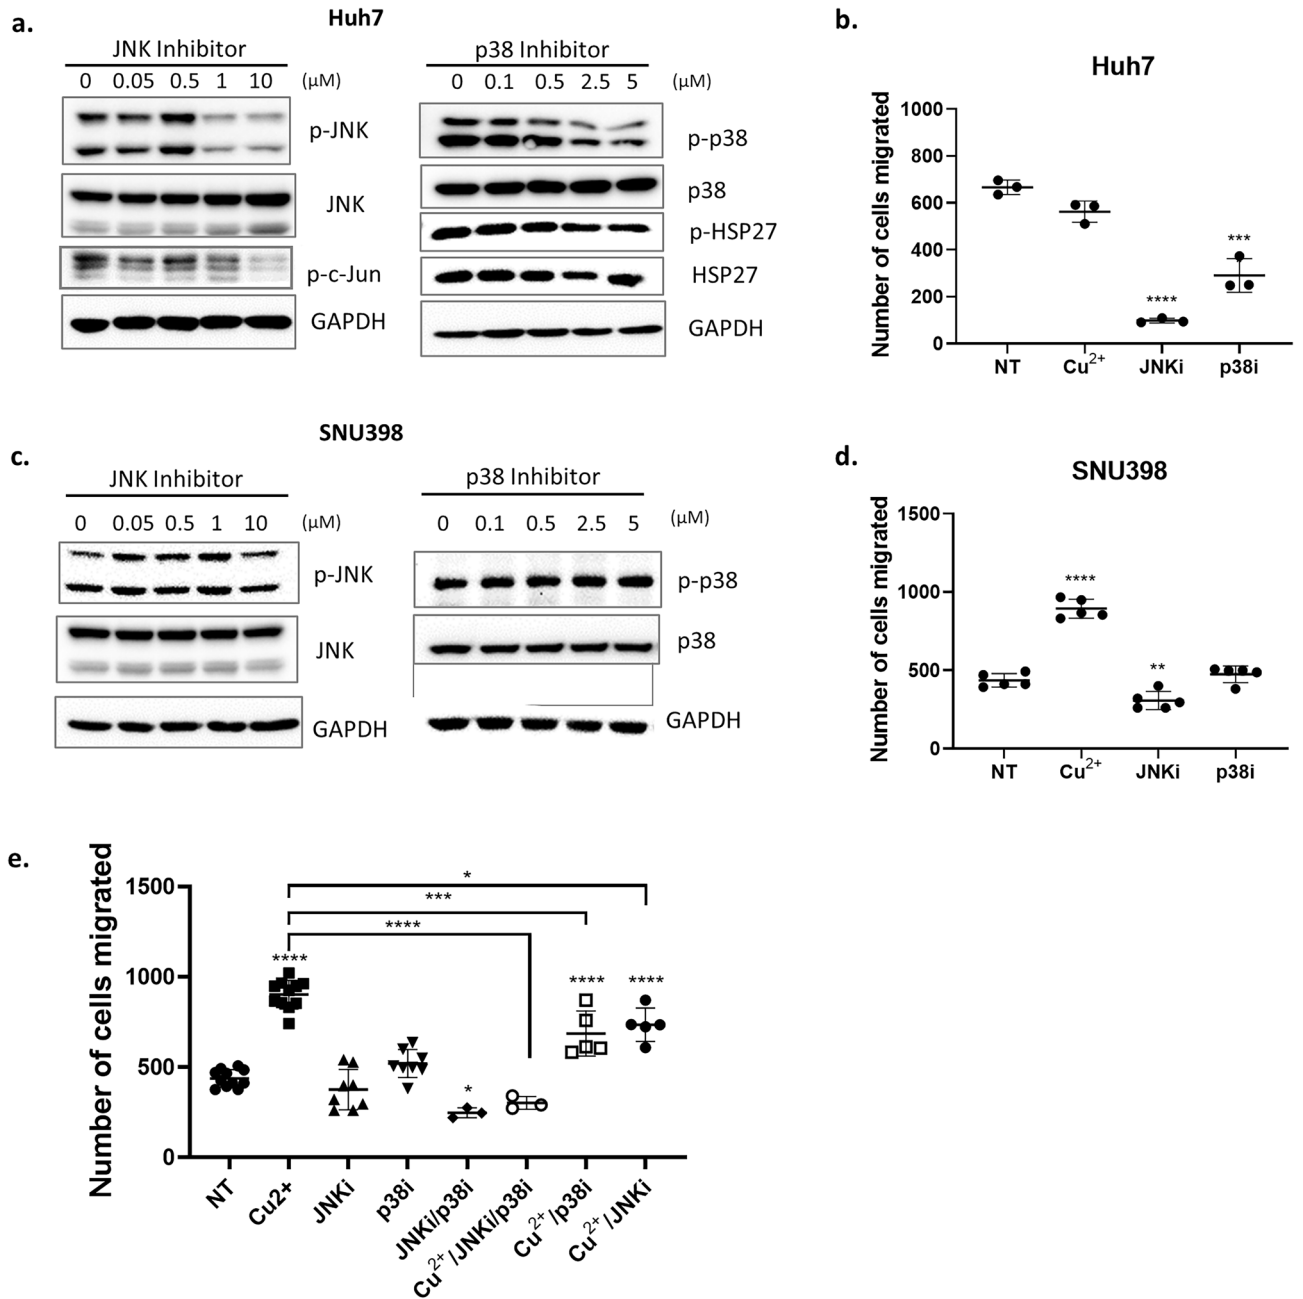 a.
Huh7
JNK Inhibitor
0 0.05 0.5 1 10 (µM)
p-JNK
JNK
p-c-Jun
GAPDH
p38 Inhibitor
0 0.1 0.5 2.5 5 (µM)
p-p38
p38
p-HSP27
HSP27
GAPDH
b.
Huh7
Number of cells migrated
1000
800
600
400
200
0
***
****
NT Cu2+ JNKi p38i
c.
SNU398
JNK Inhibitor
0 0.05 0.5 1 10 (µM)
p-JNK
JNK
GAPDH
p38 Inhibitor
0 0.1 0.5 2.5 5 (µM)
p-p38
p38
GAPDH
d.
SNU398
Number of cells migrated
1500
1000
500
0
****
**
NT Cu2+ JNKi p38i
e.
Number of cells migrated
1500
1000
500
0
*
***
****
****
****
****
*
NT Cu2+ JNKi p38i JNKi/p38i Cu2+/JNKi/p38i Cu2+/p38i Cu2+/JNKi